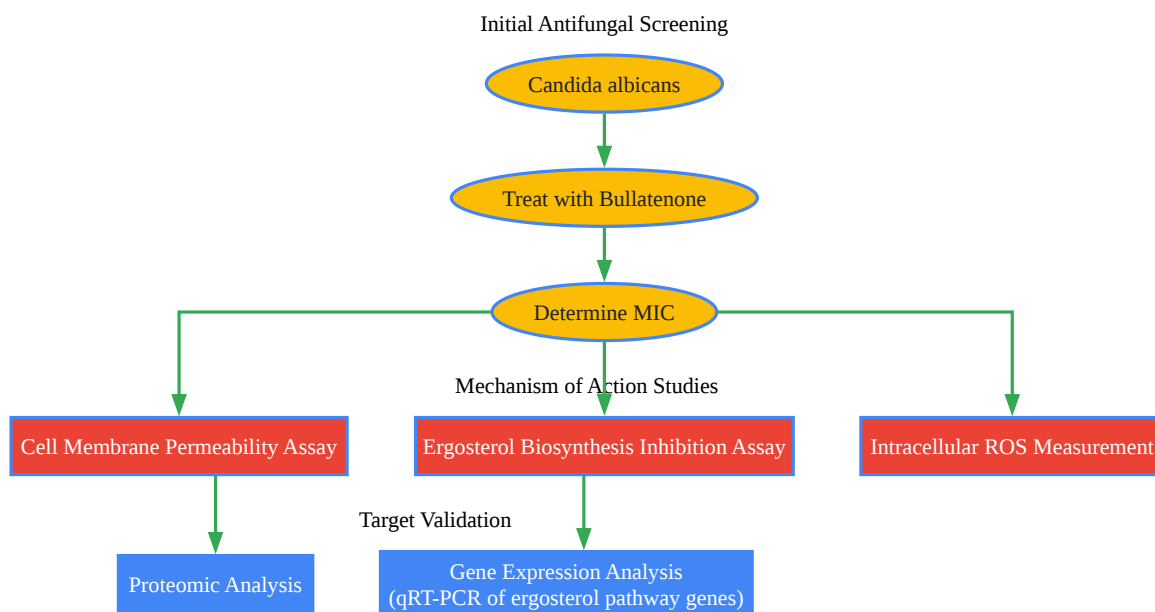 Initial Antifungal Screening
Candida albicans
Treat with Bullatenone
Determine MIC
Mechanism of Action Studies
Cell Membrane Permeability Assay
Ergosterol Biosynthesis Inhibition Assay
Intracellular ROS Measurement
Target Validation
Proteomic Analysis
Gene Expression Analysis
(qRT-PCR of ergosterol pathway genes)